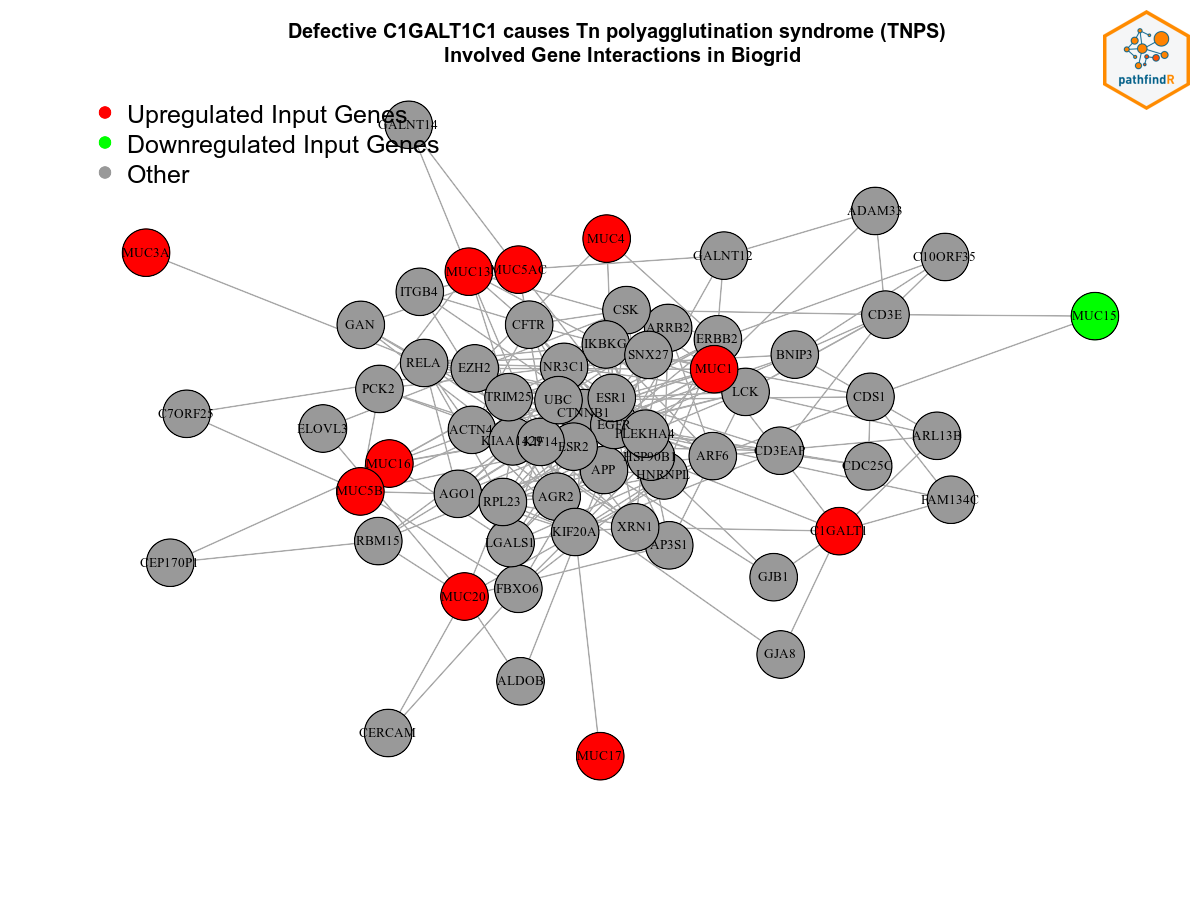 Defective C1GALT1C1 causes Tn polyagglutination syndrome (TNPS)
Involved Gene Interactions in Biogrid
pathfindR
Upregulated Input Genes
Downregulated Input Genes
Other
GALNT14
ADAM33
MUC4
MUC3A
GALNT12
C10ORF35
MUC13
MUC5AC
ITGB4
CSK
CD3E
MUC15
GAN
CFTR
ARRB2
ERBB2
IKBKG
SNX27
BNIP3
RELA
EZH2
NR3C1
MUC1
PCK2
TRIM25
UBC
ESR1
LCK
CDS1
C7ORF25
CTNNB1
ELOVL3
ACTN4
EGFR
PLEKHA4
ARL13B
KIAA1429
KIF14
ESR2
CD3EAP
HSP90B1
ARF6
MUC16
APP
HNRNPL
CDC25C
MUC5B
AGO1
RPL23
AGR2
FAM134C
XRN1
C1GALT1
KIF20A
RBM15
LGALS1
AP3S1
CEP170P1
GJB1
MUC20
FBXO6
GJA8
ALDOB
CERCAM
MUC17